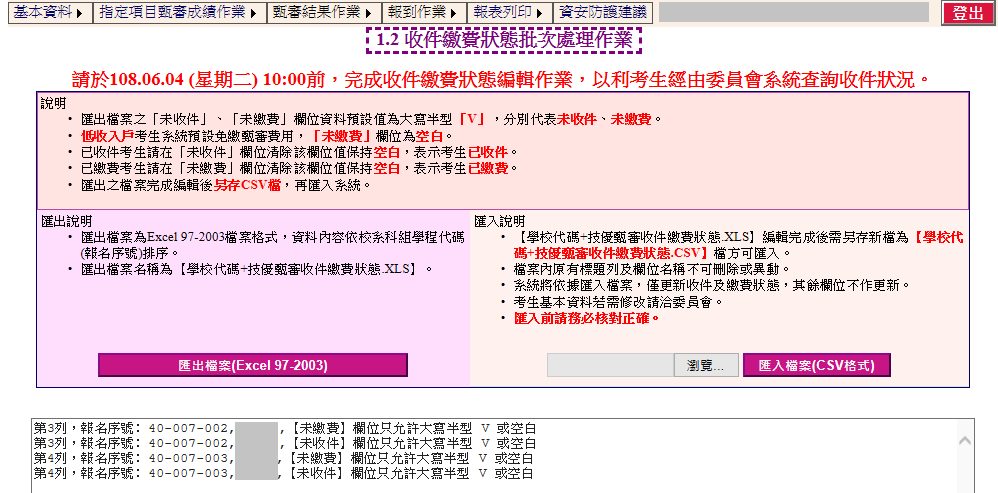 基本資料▶ 指定項目甄審成績作業▶ 甄審結果作業▶ 報到作業▶ 報表列印▶ 資安防護建議 登出
1.2 收件繳費狀態批次處理作業
請於108.06.04 (星期二) 10:00前，完成收件繳費狀態編輯作業，以利考生經由委員會系統查詢收件狀況。
說明
• 匯出檔案之「未收件」、「未繳費」欄位資料預設值為大寫半型「V」，分別代表未收件、未繳費。
• 低收入戶考生系統預設免繳甄審費用，「未繳費」欄位為空白。
• 已收件考生請在「未收件」欄位清除該欄位值保持空白，表示考生已收件。
• 已繳費考生請在「未繳費」欄位清除該欄位值保持空白，表示考生已繳費。
• 匯出之檔案完成編輯後另存CSV檔，再匯入系統。
匯出說明
• 匯出檔案為Excel 97-2003檔案格式，資料內容依校系科組學程代碼
(報名序號)排序。
• 匯出檔案名稱為【學校代碼+技優甄審收件繳費狀態.XLS】。
匯出檔案(Excel 97-2003)
匯入說明
• 【學校代碼+技優甄審收件繳費狀態.XLS】編輯完成後需另存新檔為【學校代
碼+技優甄審收件繳費狀態.CSV】檔方可匯入。
• 檔案內原有標題列及欄位名稱不可刪除或異動。
• 系統將依據匯入檔案，僅更新收件及繳費狀態，其餘欄位不作更新。
• 考生基本資料若需修改請洽委員會。
• 匯入前請務必核對正確。
瀏覽... 匯入檔案(CSV格式)
第3列，報名序號: 40-007-002, ,【未繳費】欄位只允許大寫半型 V 或空白
第3列，報名序號: 40-007-002, ,【未收件】欄位只允許大寫半型 V 或空白
第4列，報名序號: 40-007-003, ,【未繳費】欄位只允許大寫半型 V 或空白
第4列，報名序號: 40-007-003, ,【未收件】欄位只允許大寫半型 V 或空白